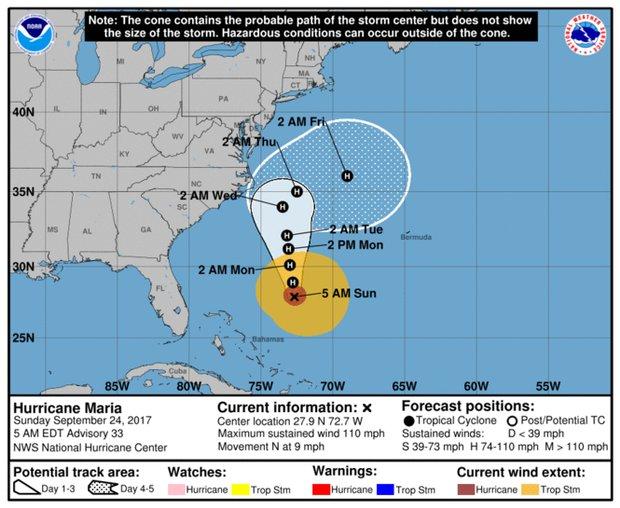 Note: The cone contains the probable path of the storm center but does not show
the size of the storm. Hazardous conditions can occur outside of the cone.
NOAA
NATIONAL WEATHER SERVICE
MI
NY
NH
MA
CT
IL
IN
OH
PA
NJ
MD
DE
WV
VA
KY
TN
NC
SC
MS
AL
GA
FL
40N
35N
30N
25N
2 AM Fri
2 AM Thu
2 AM Wed
2 AM Tue
2 PM Mon
2 AM Mon
5 AM Sun
H
H
H
H
H
H
H
Bermuda
Bahamas
Cuba
85W
80W
75W
70W
65W
60W
55W
Hurricane Maria
Sunday September 24, 2017
5 AM EDT Advisory 33
NWS National Hurricane Center
Current information: ×
Center location 27.9 N 72.7 W
Maximum sustained wind 110 mph
Movement N at 9 mph
Forecast positions:
Tropical Cyclone Post/Potential TC
Sustained winds: D < 39 mph
S 39-73 mph H 74-110 mph M > 110 mph
Potential track area:
Day 1-3 Day 4-5
Watches:
Hurricane Trop Stm
Warnings:
Hurricane Trop Stm
Current wind extent:
Hurricane Trop Stm